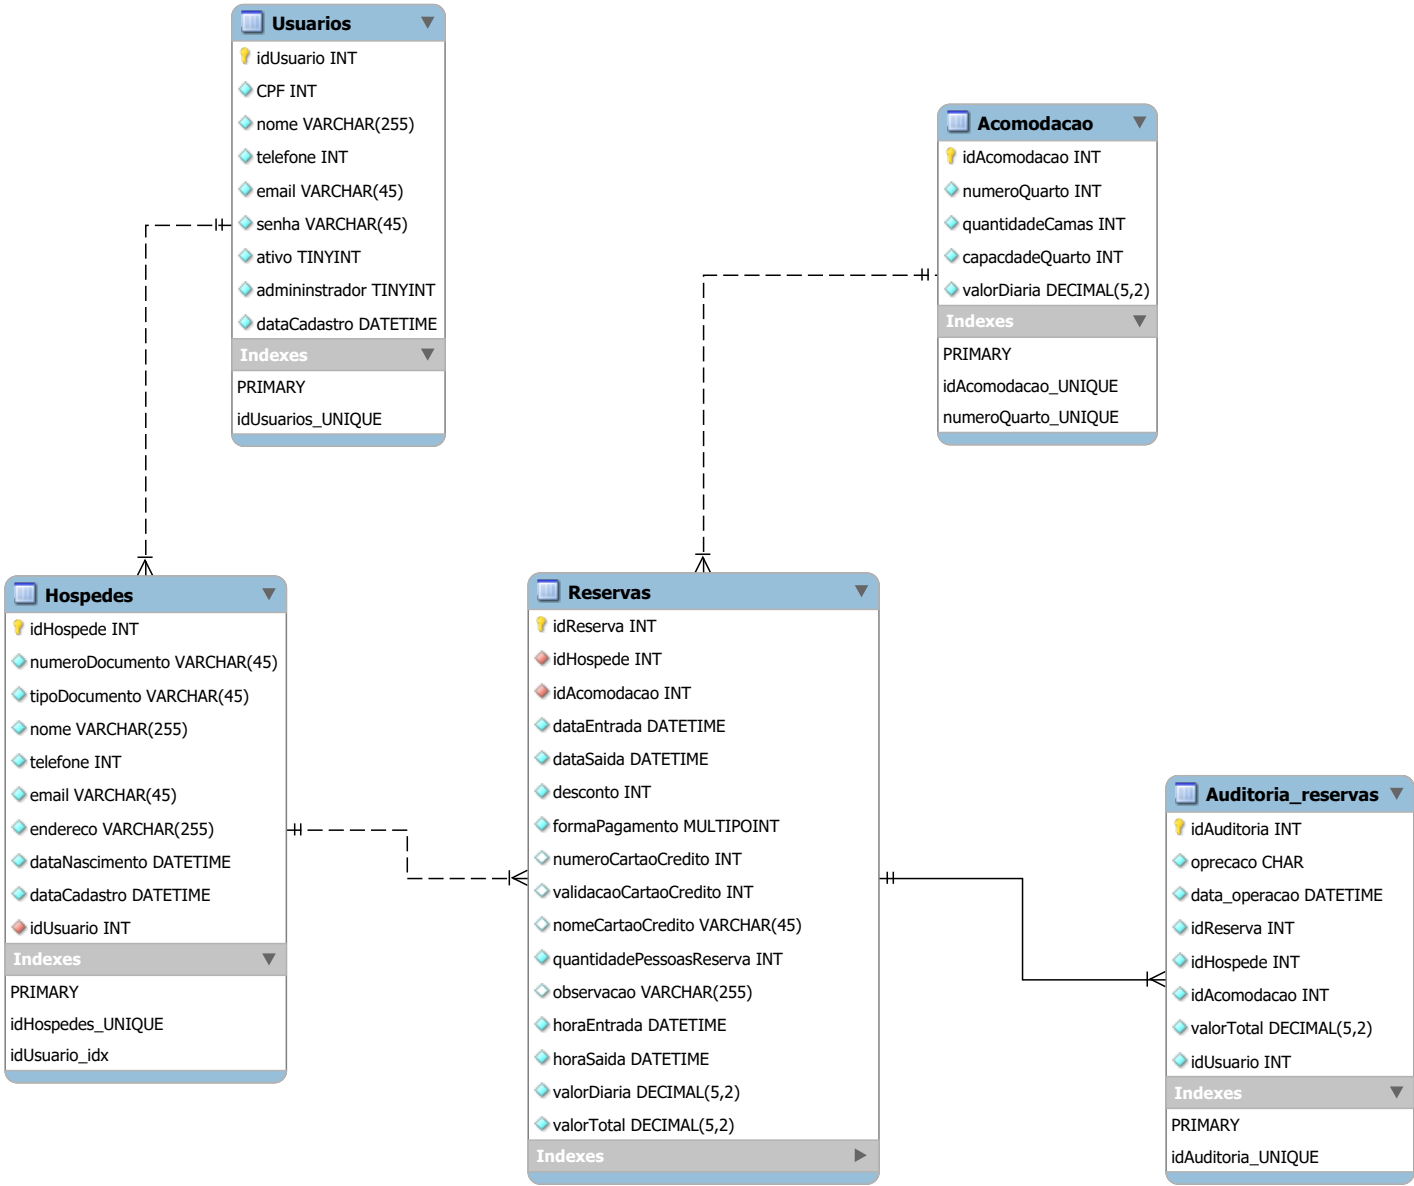 Usuarios
idUsuario INT
CPF INT
nome VARCHAR(255)
telefone INT
email VARCHAR(45)
senha VARCHAR(45)
ativo TINYINT
admininstrador TINYINT
dataCadastro DATETIME
Indexes
PRIMARY
idUsuarios_UNIQUE
Acomodacao
idAcomodacao INT
numeroQuarto INT
quantidadeCamas INT
capacdadeQuarto INT
valorDiaria DECIMAL(5,2)
Indexes
PRIMARY
idAcomodacao_UNIQUE
numeroQuarto_UNIQUE
Hospedes
idHospede INT
numeroDocumento VARCHAR(45)
tipoDocumento VARCHAR(45)
nome VARCHAR(255)
telefone INT
email VARCHAR(45)
endereco VARCHAR(255)
dataNascimento DATETIME
dataCadastro DATETIME
idUsuario INT
Indexes
PRIMARY
idHospedes_UNIQUE
idUsuario_idx
Reservas
idReserva INT
idHospede INT
idAcomodacao INT
dataEntrada DATETIME
dataSaida DATETIME
desconto INT
formaPagamento MULTIPOINT
numeroCartaoCredito INT
validacaoCartaoCredito INT
nomeCartaoCredito VARCHAR(45)
quantidadePessoasReserva INT
observacao VARCHAR(255)
horaEntrada DATETIME
horaSaida DATETIME
valorDiaria DECIMAL(5,2)
valorTotal DECIMAL(5,2)
Indexes
Auditoria_reservas
idAuditoria INT
oprecaco CHAR
data_operacao DATETIME
idReserva INT
idHospede INT
idAcomodacao INT
valorTotal DECIMAL(5,2)
idUsuario INT
Indexes
PRIMARY
idAuditoria_UNIQUE